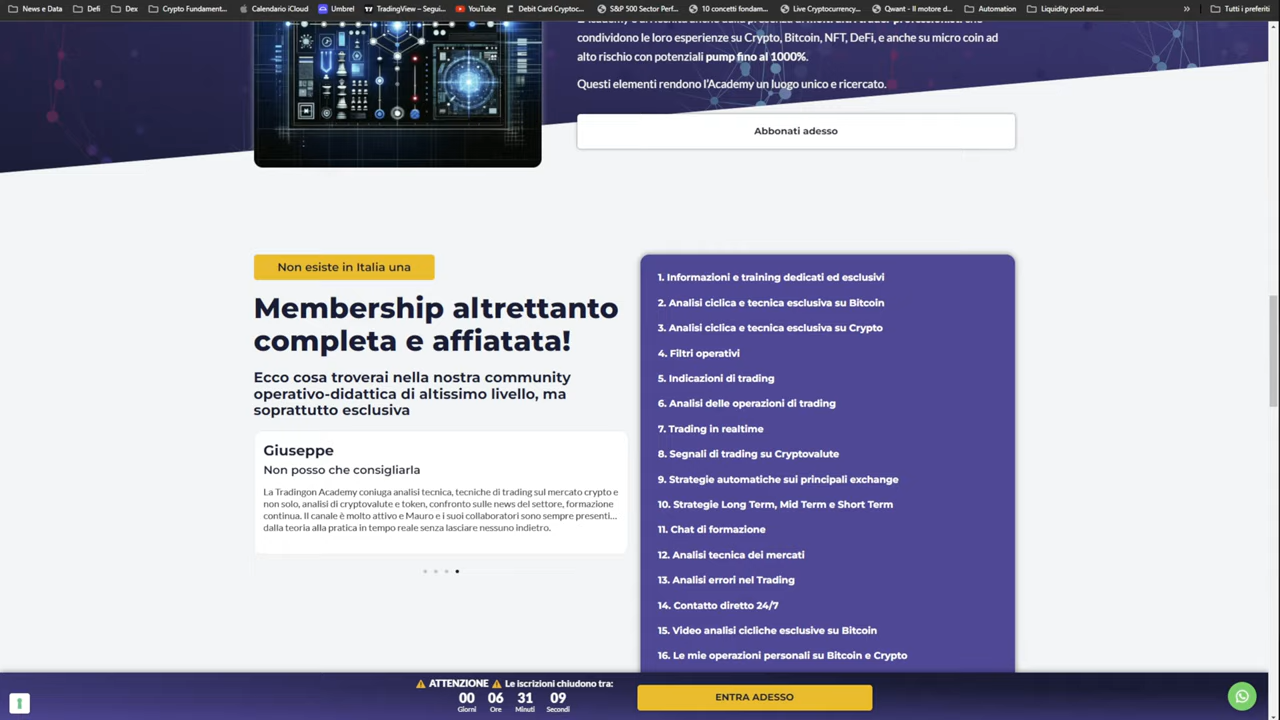 News e Data
Defi
Dex
Crypto Fundament...
Calendario iCloud
Umbrel
TradingView – Segui...
YouTube
Debit Card Cryptoc...
S&P 500 Sector Perf...
10 concetti fondam...
Live Cryptocurrency...
Qwant - Il motore d...
Automation
Liquidity pool and...
»
Tutti i preferiti
condividono le loro esperienze su Crypto, Bitcoin, NFT, DeFi, e anche su micro coin ad
alto rischio con potenziali pump fino al 1000%.
Questi elementi rendono l'Academy un luogo unico e ricercato.
Abbonati adesso
Non esiste in Italia una
Membership altrettanto
completa e affiatata!
Ecco cosa troverai nella nostra community
operativo-didattica di altissimo livello, ma
soprattutto esclusiva
Giuseppe
Non posso che consigliarla
La Tradingon Academy coniuga analisi tecnica, tecniche di trading sul mercato crypto e
non solo, analisi di cryptovalute e token, confronto sulle news del settore, formazione
continua. Il canale è molto attivo e Mauro e i suoi collaboratori sono sempre presenti...
dalla teoria alla pratica in tempo reale senza lasciare nessuno indietro.
1. Informazioni e training dedicati ed esclusivi
2. Analisi ciclica e tecnica esclusiva su Bitcoin
3. Analisi ciclica e tecnica esclusiva su Crypto
4. Filtri operativi
5. Indicazioni di trading
6. Analisi delle operazioni di trading
7. Trading in realtime
8. Segnali di trading su Cryptovalute
9. Strategie automatiche sui principali exchange
10. Strategie Long Term, Mid Term e Short Term
11. Chat di formazione
12. Analisi tecnica dei mercati
13. Analisi errori nel Trading
14. Contatto diretto 24/7
15. Video analisi cicliche esclusive su Bitcoin
16. Le mie operazioni personali su Bitcoin e Crypto
⚠️ ATTENZIONE ⚠️ Le iscrizioni chiudono tra:
00 06 31 09
Giorni Ore Minuti Secondi
ENTRA ADESSO